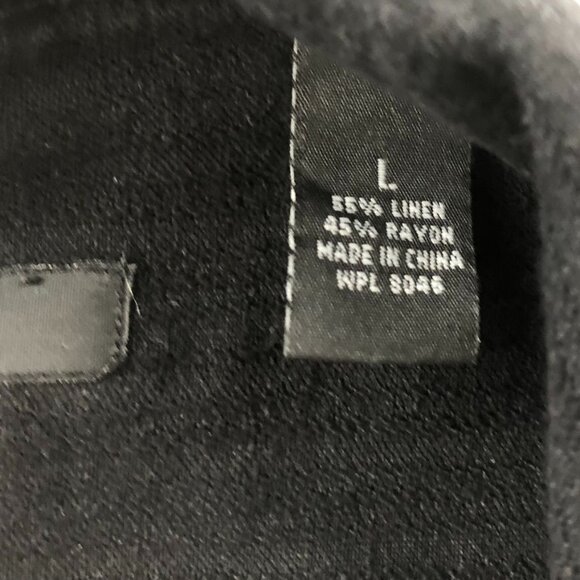 L
55% LINEN
45% RAYON
MADE IN CHINA
WPL 8046